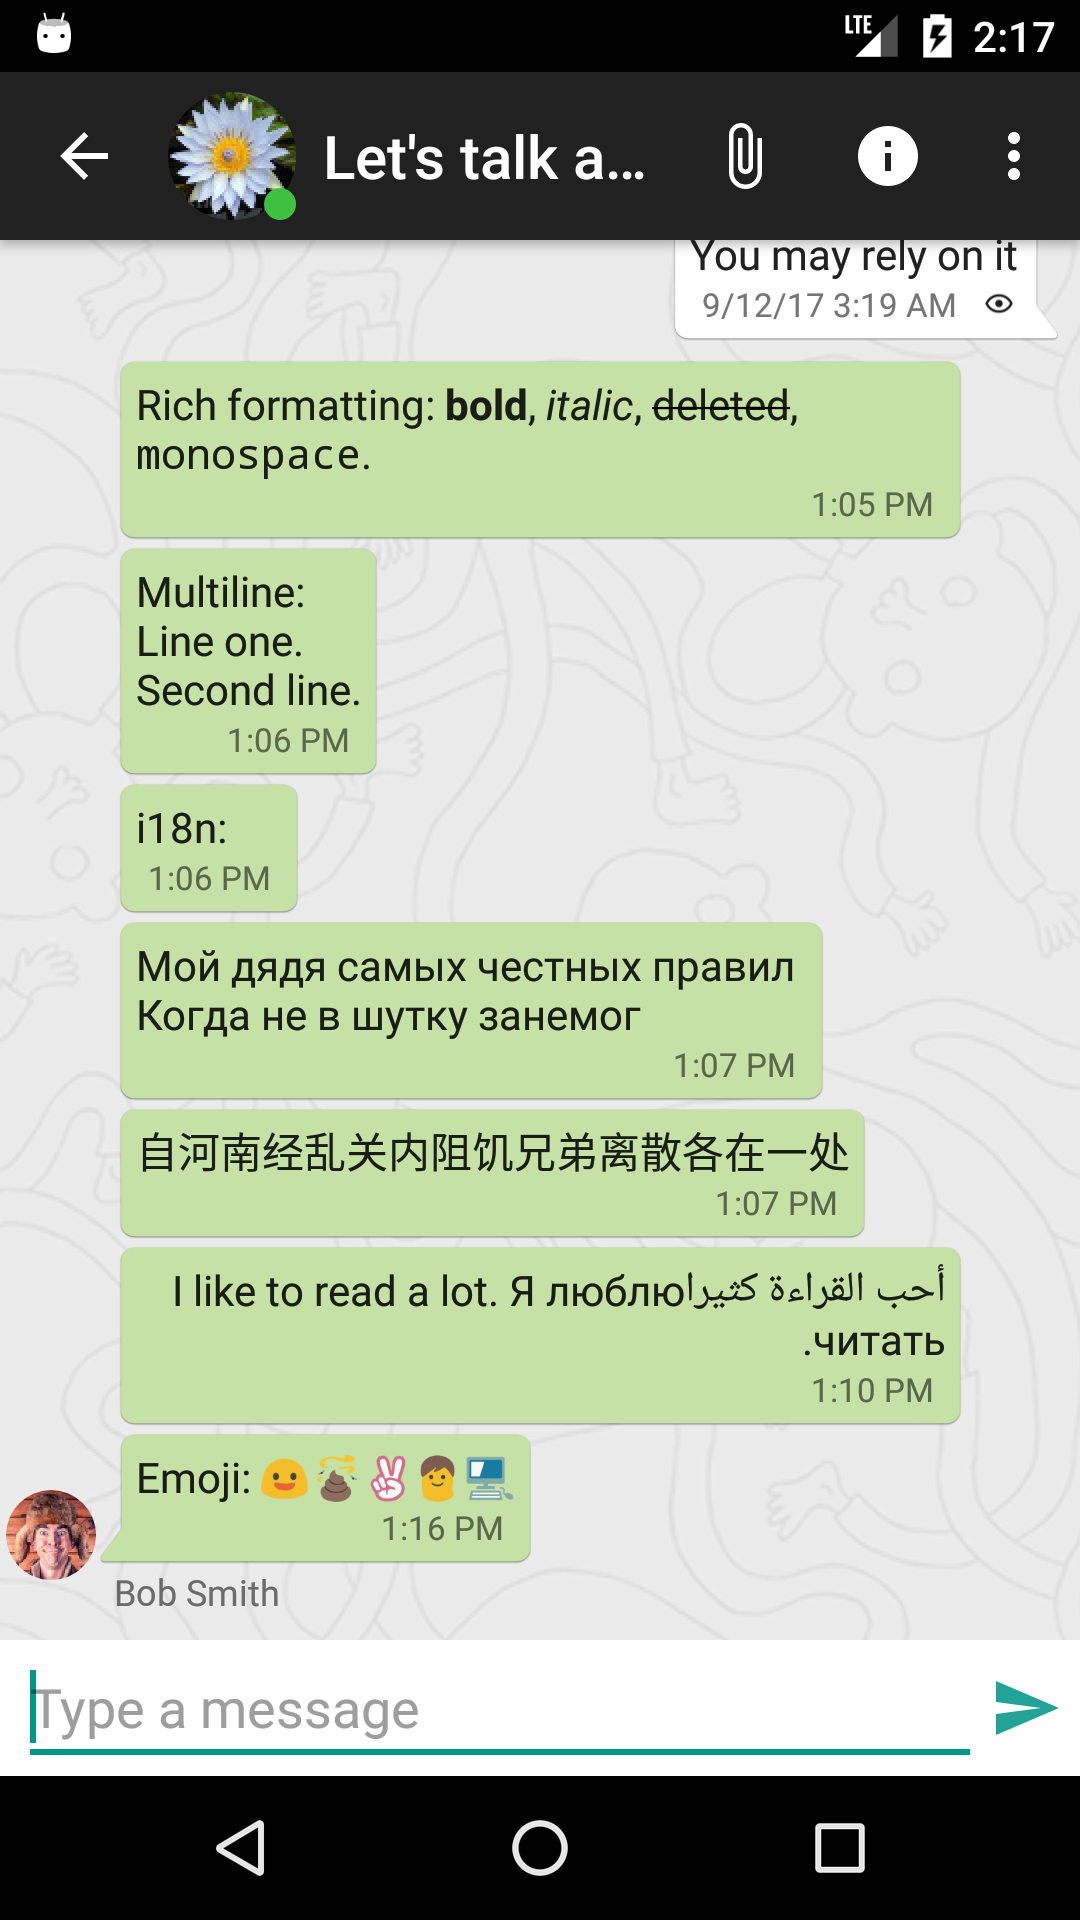 LTE 2:17
Let's talk a...
You may rely on it
9/12/17 3:19 AM
Rich formatting: bold, italic, deleted,
monospace.
1:05 PM
Multiline:
Line one.
Second line.
1:06 PM
i18n:
1:06 PM
Мой дядя самых честных правил
Когда не в шутку занемог
1:07 PM
自河南经乱关内阻饥兄弟离散各在一处
1:07 PM
أحب القراءة كثيراI like to read a lot. Я люблю
читать.
1:10 PM
Emoji: 😀💩✌👦💻
1:16 PM
Bob Smith
Type a message